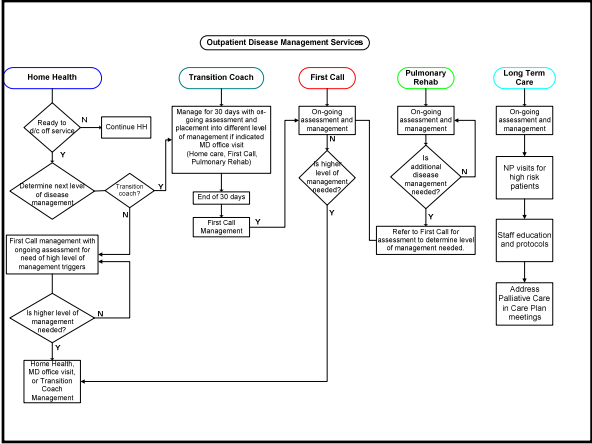 Outpatient Disease Management Services
Home Health
Transition Coach
First Call
Pulmonary
Rehab
Long Term
Care
Ready to
d/c off service
N
Continue HH
Y
Determine next level
of disease
management
Transition
coach?
Y
N
First Call management with
ongoing assessment for
need of high level of
management triggers
Is higher level of
management
needed?
N
Y
Home Health,
MD office visit,
or Transition
Coach
Management
Manage for 30 days with on-
going assessment and
placement into different level
of management if indicated
MD office visit
(Home care, First Call,
Pulmonary Rehab)
End of 30 days
First Call
Management
Y
On-going
assessment and
management
N
Is higher
level of
management
needed?
Y
On-going
assessment and
management
Is
additional
disease
management
needed?
N
Y
Refer to First Call for
assessment to determine level
of management needed.
On-going
assessment and
management
NP visits for
high risk
patients
Staff education
and protocols
Address
Palliative Care
in Care Plan
meetings